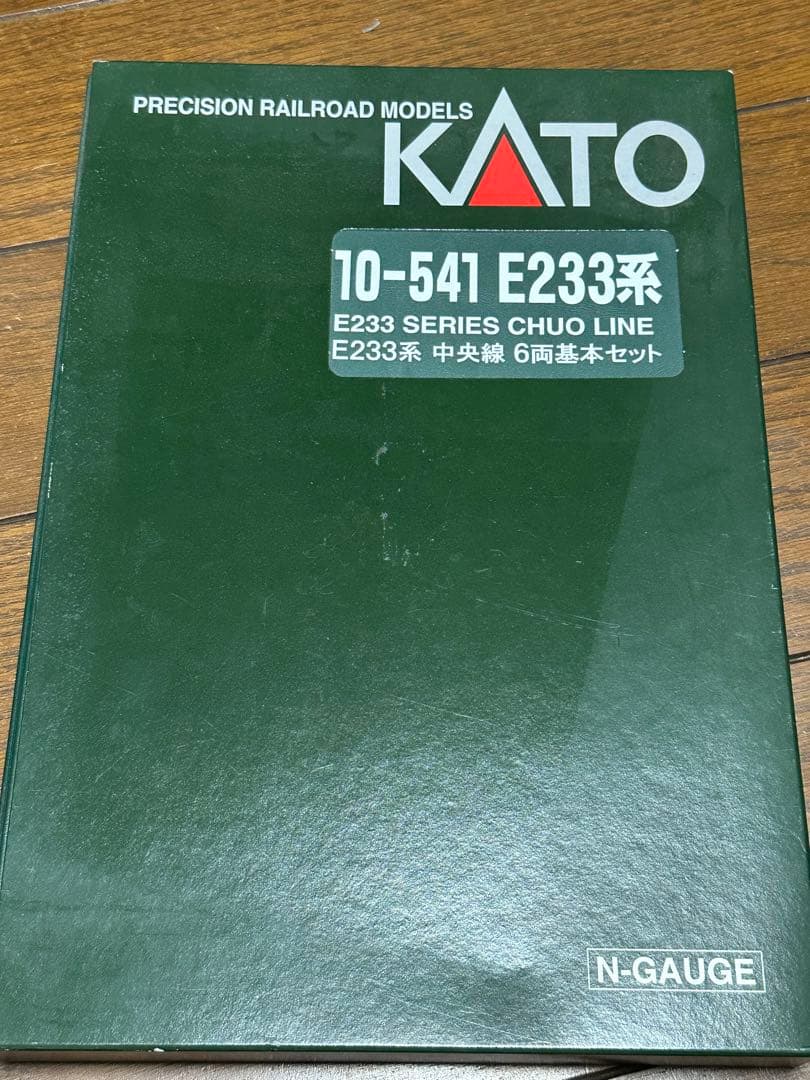 PRECISION RAILROAD MODELS
KATO
10-541 E233系
E233 SERIES CHUO LINE
E233系 中央線 6両基本セット
N-GAUGE